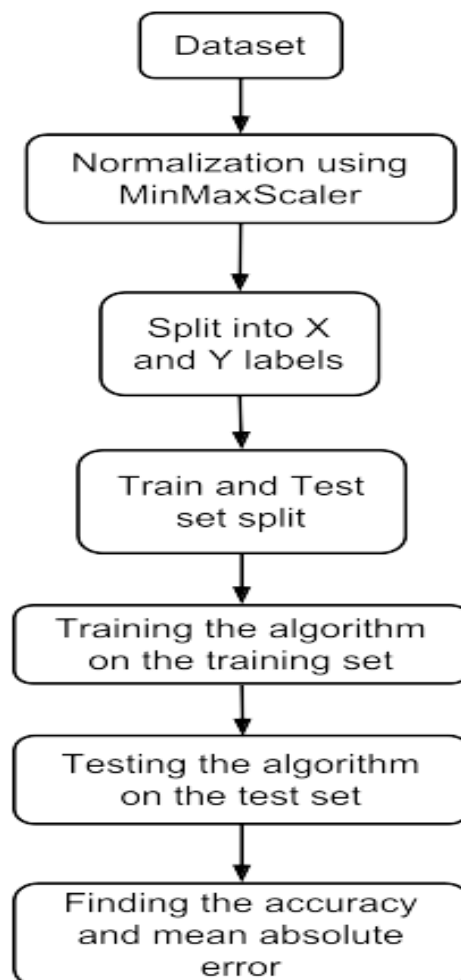 Dataset
Normalization using
MinMaxScaler
Split into X
and Y labels
Train and Test
set split
Training the algorithm
on the training set
Testing the algorithm
on the test set
Finding the accuracy
and mean absolute
error